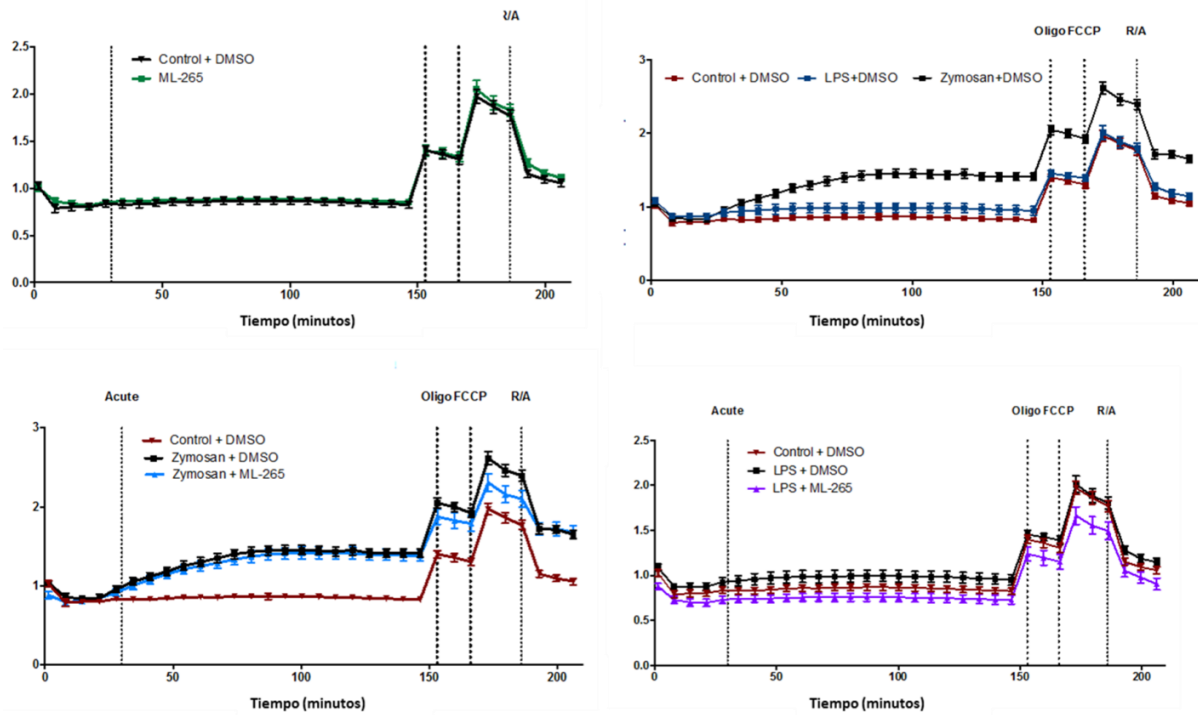 R/A
2.5
Control + DMSO
ML-265
2.0
1.5
1.0
0.5
0.0
0 50 100 150 200
Tiempo (minutos)
Oligo FCCP R/A
3
Control + DMSO LPS+DMSO Zymosan+DMSO
2
1
0
0 50 100 150 200
Tiempo (minutos)
Acute Oligo FCCP R/A
3
Control + DMSO
Zymosan + DMSO
Zymosan + ML-265
2
1
0
0 50 100 150 200
Tiempo (minutos)
Acute Oligo FCCP R/A
2.5
Control + DMSO
LPS + DMSO
LPS + ML-265
2.0
1.5
1.0
0.5
0.0
0 50 100 150 200
Tiempo (minutos)